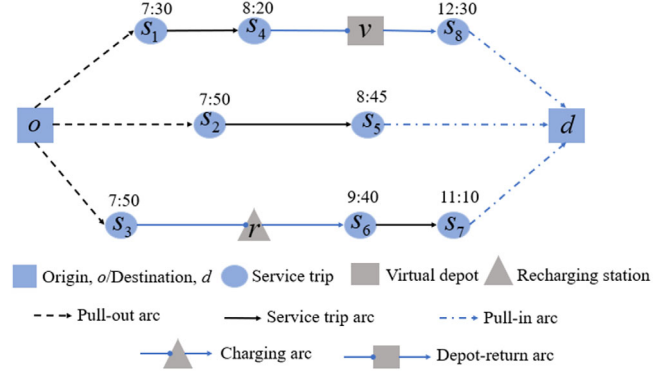 7:30 8:20 12:30
S1 S4 v S8
7:50 8:45
o S2 S5 d
7:50 9:40 11:10
S3 r S6 S7
Origin, o/Destination, d Service trip Virtual depot Recharging station
Pull-out arc Service trip arc Pull-in arc
Charging arc Depot-return arc